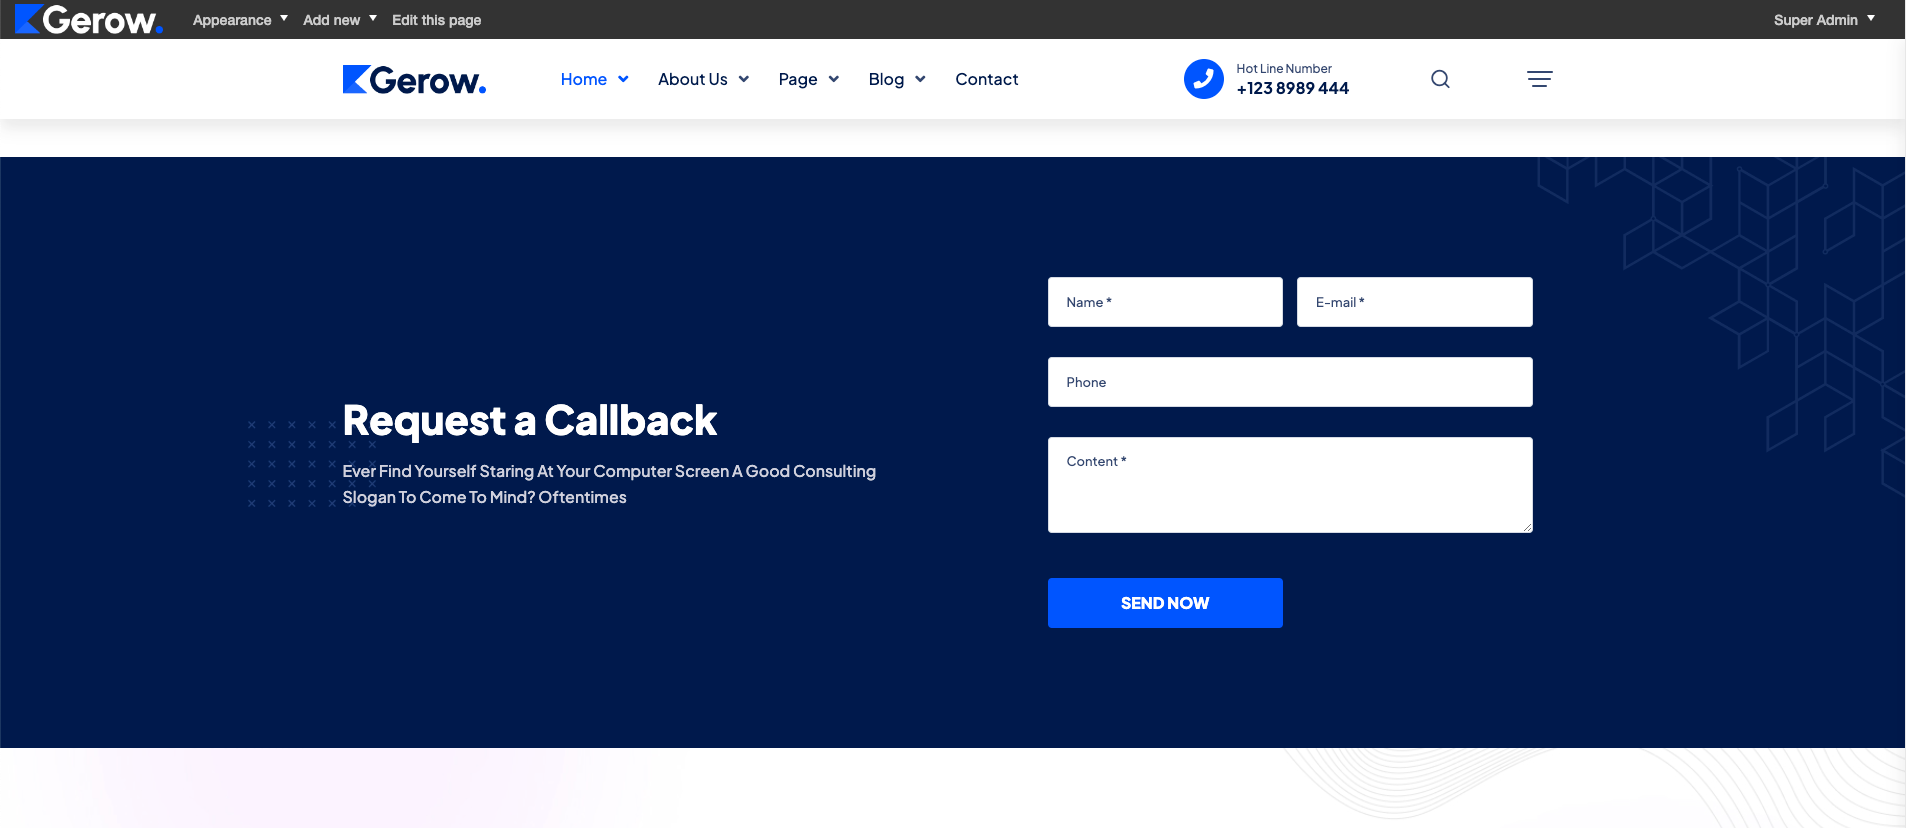 Gerow. Appearance Add new Edit this page Super Admin
Gerow. Home About Us Page Blog Contact Hot Line Number
+123 8989 444
Name * E-mail *
Phone
Content *
SEND NOW
Request a Callback
Ever Find Yourself Staring At Your Computer Screen A Good Consulting
Slogan To Come To Mind? Oftentimes